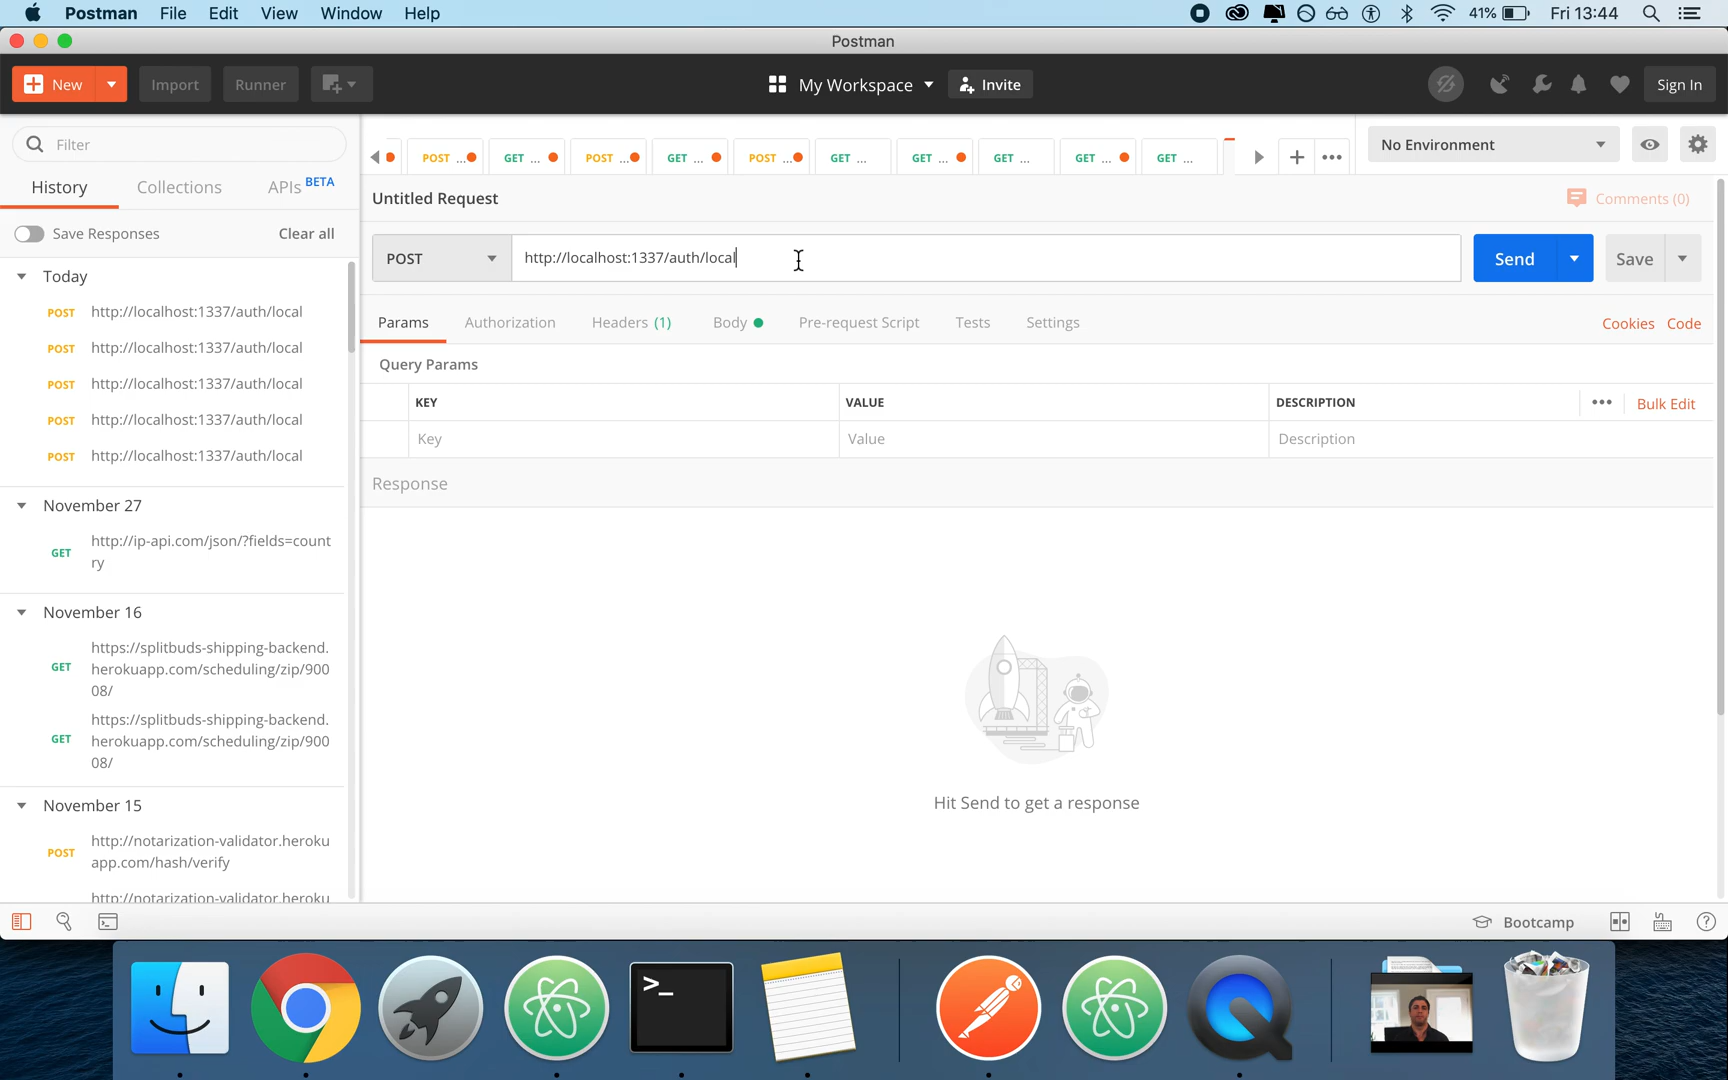 Postman File Edit View Window Help 41% Fri 13:44
Postman
New Import Runner My Workspace Invite Sign In
Filter
POST ... GET ... POST ... GET ... POST ... GET ... GET ... GET ... GET ... GET ... No Environment
History Collections APIs BETA
Untitled Request Comments (0)
Save Responses Clear all
POST http://localhost:1337/auth/local Send Save
Today
POST http://localhost:1337/auth/local
POST http://localhost:1337/auth/local
POST http://localhost:1337/auth/local
POST http://localhost:1337/auth/local
POST http://localhost:1337/auth/local
Params Authorization Headers (1) Body Pre-request Script Tests Settings Cookies Code
Query Params
KEY VALUE DESCRIPTION ••• Bulk Edit
Key Value Description
Response
November 27
GET http://ip-api.com/json/?fields=count
ry
November 16
GET https://splitbuds-shipping-backend.
herokuapp.com/scheduling/zip/900
08/
GET https://splitbuds-shipping-backend.
herokuapp.com/scheduling/zip/900
08/
November 15
POST http://notarization-validator.heroku
app.com/hash/verify
http://notarization-validator.heroku
Hit Send to get a response
Bootcamp
>_